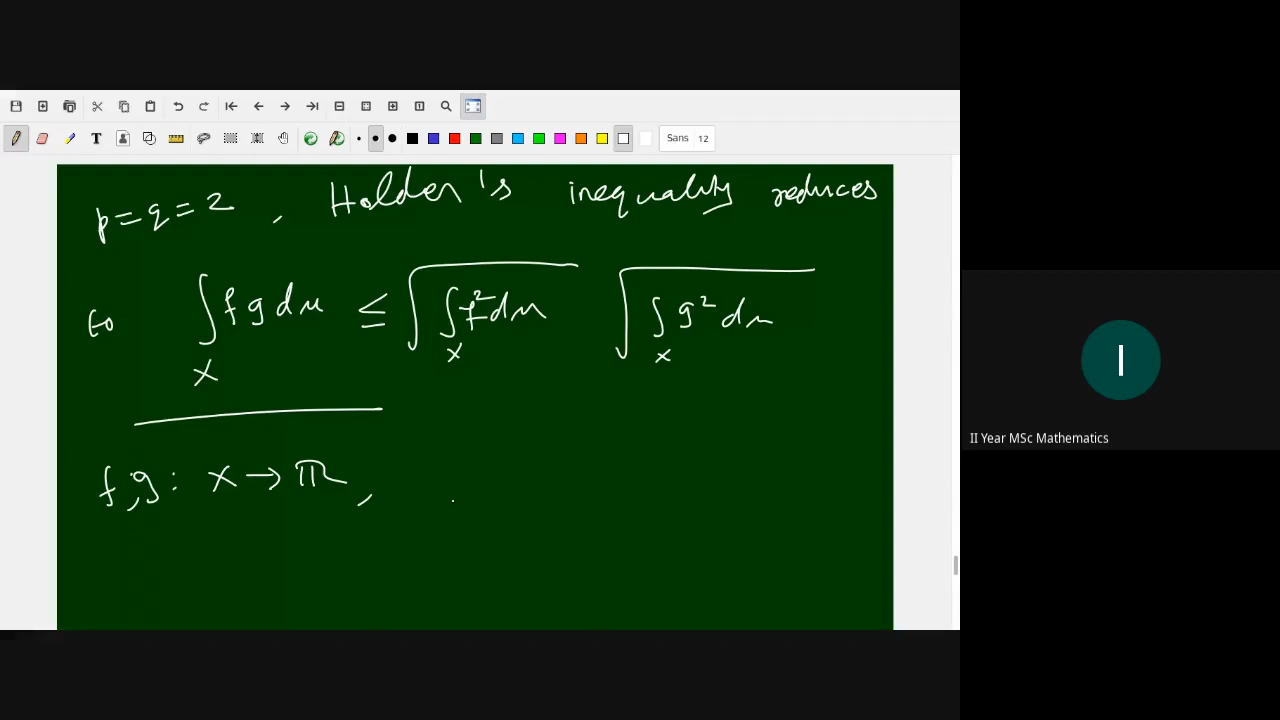 Sans 12
p=q=2, Holder's inequality reduces
to ∫_X f g dμ ≤ √(∫_X f² dμ) √(∫_X g² dμ)
f,g: X → ℝ,
I
II Year MSc Mathematics